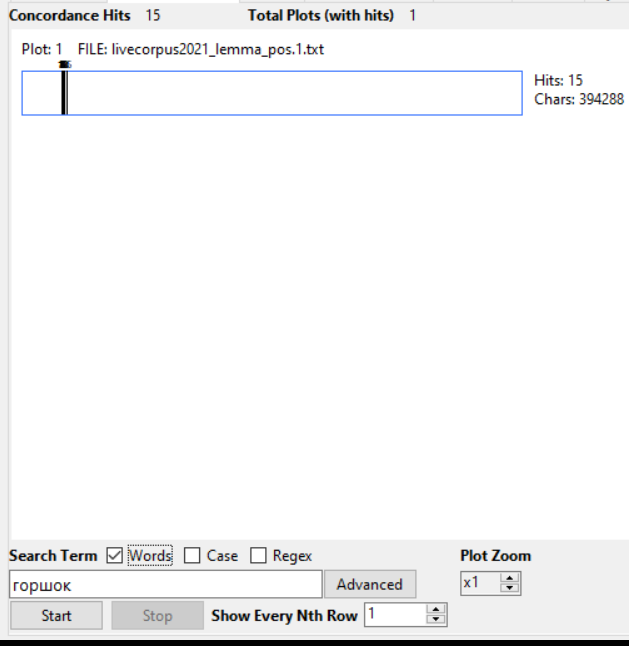 Concordance Hits 15 Total Plots (with hits) 1
Plot: 1 FILE: livecorpus2021_lemma_pos.1.txt
Hits: 15
Chars: 394288
Search Term Words Case Regex Plot Zoom
горшок Advanced x1
Start Stop Show Every Nth Row 1